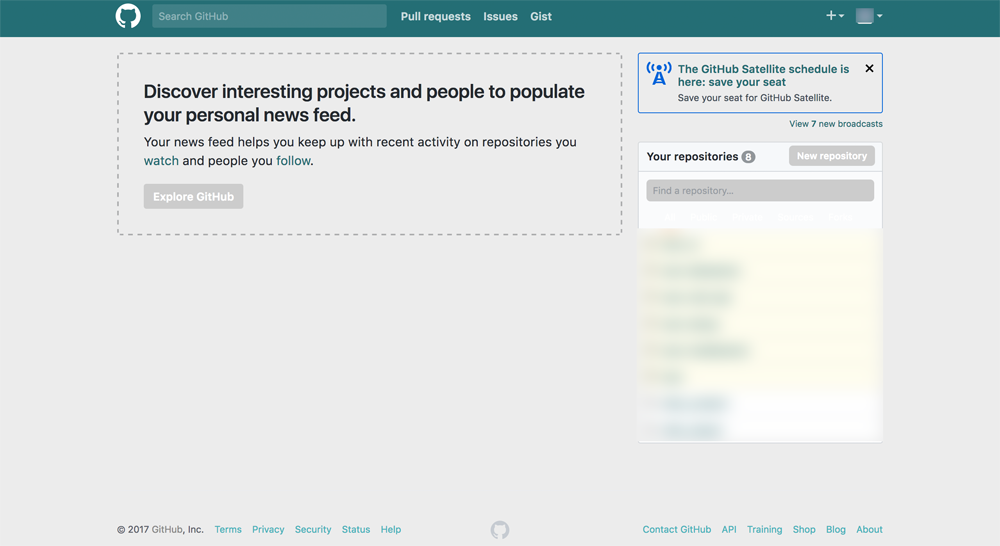 Search GitHub
Pull requests
Issues
Gist
Discover interesting projects and people to populate
your personal news feed.
Your news feed helps you keep up with recent activity on repositories you
watch and people you follow.
Explore GitHub
The GitHub Satellite schedule is
here: save your seat
Save your seat for GitHub Satellite.
View 7 new broadcasts
Your repositories 8
New repository
Find a repository…
© 2017 GitHub, Inc.
Terms
Privacy
Security
Status
Help
Contact GitHub
API
Training
Shop
Blog
About